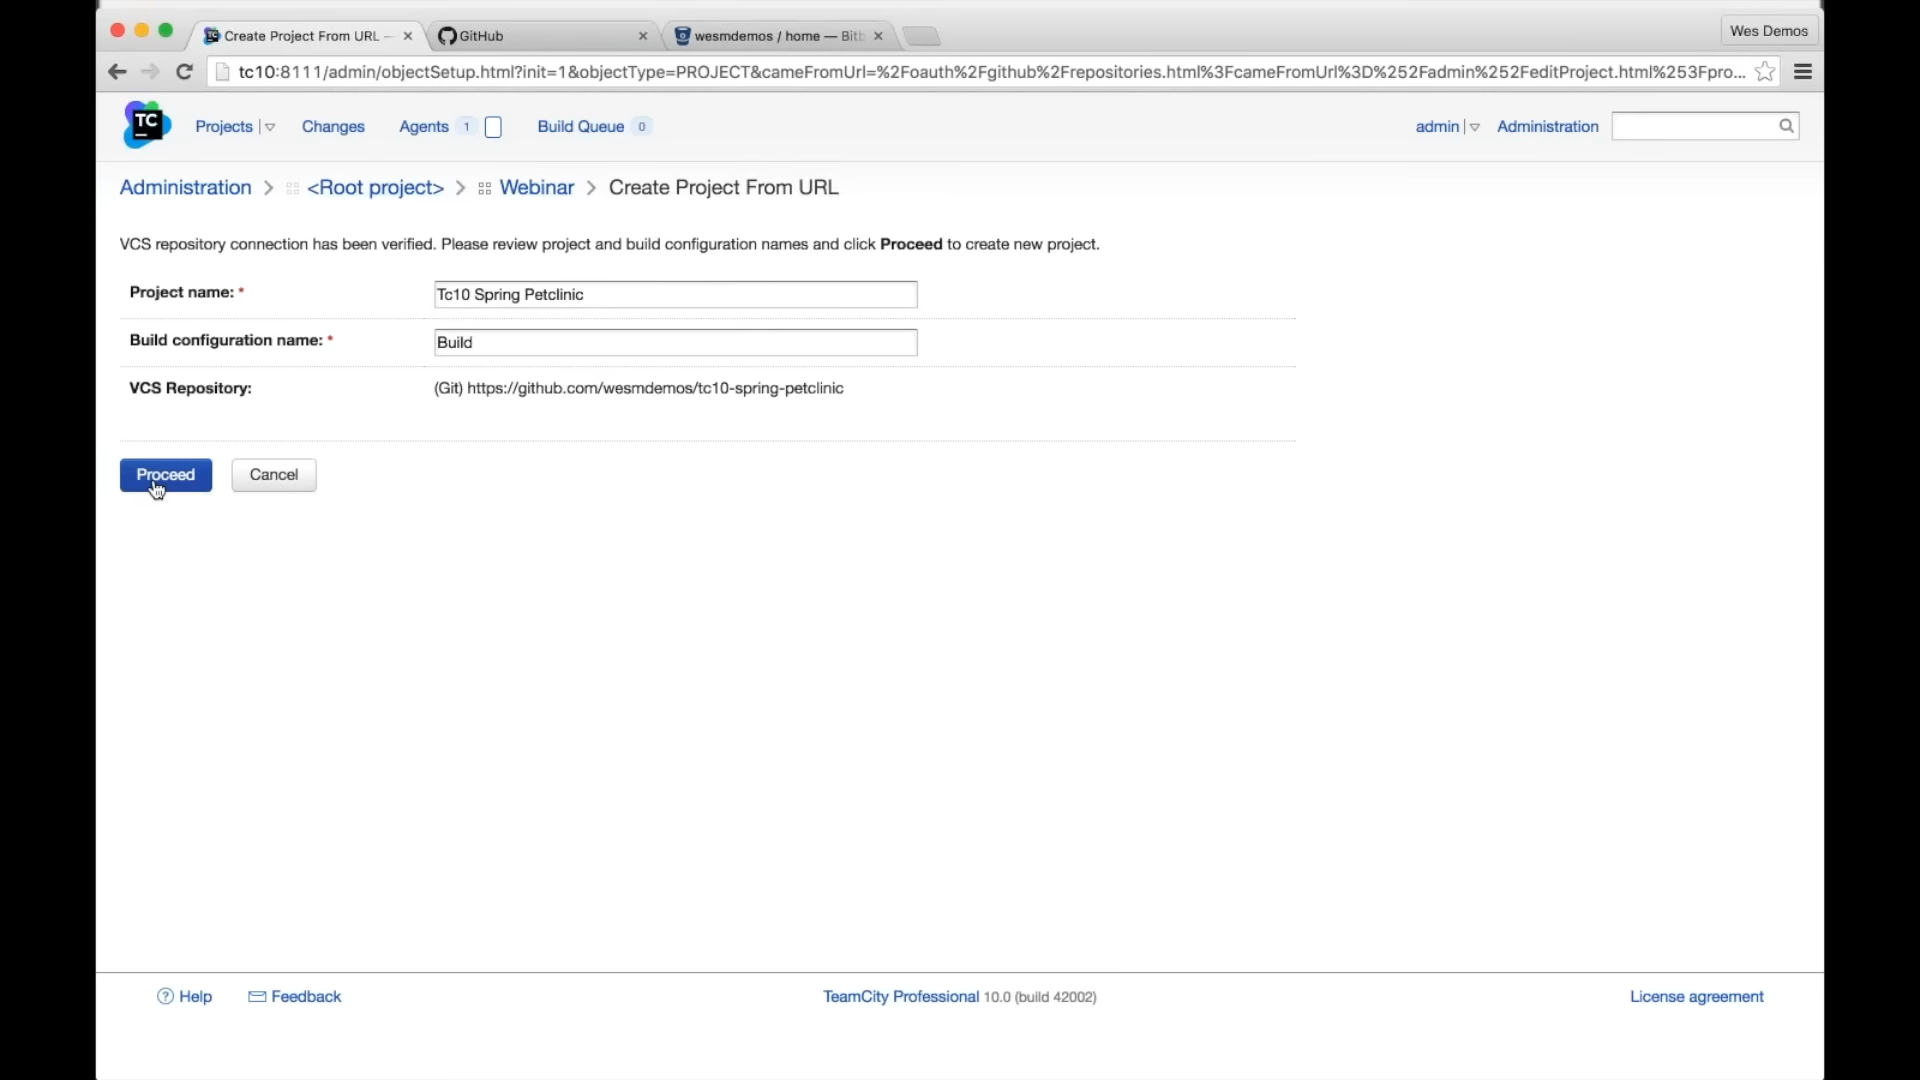 Create Project From URL —
GitHub
wesmdemos / home — Bitb
Wes Demos
tc10:8111/admin/objectSetup.html?init=1&objectType=PROJECT&cameFromUrl=%2Foauth%2Fgithub%2Frepositories.html%3FcameFromUrl%3D%252Fadmin%252FeditProject.html%253Fpro...
TC
Projects
Changes
Agents 1
Build Queue 0
admin
Administration
Administration > <Root project> > Webinar > Create Project From URL
VCS repository connection has been verified. Please review project and build configuration names and click Proceed to create new project.
Project name: * Tc10 Spring Petclinic
Build configuration name: * Build
VCS Repository: (Git) https://github.com/wesmdemos/tc10-spring-petclinic
Proceed
Cancel
? Help
Feedback
TeamCity Professional 10.0 (build 42002)
License agreement